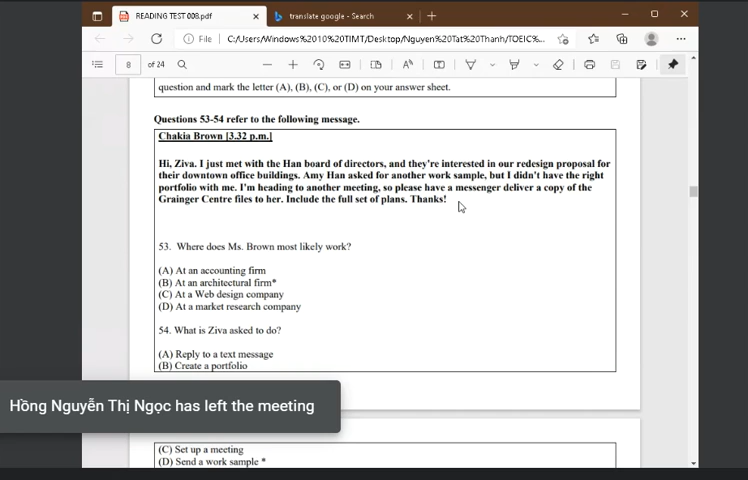 READING TEST 008.pdf
translate google - Search
File
C:/Users/Windows%2010%20TIMT/Desktop/Nguyen%20Tat%20Thanh/TOEIC%...
8 of 24
question and mark the letter (A), (B), (C), or (D) on your answer sheet.
Questions 53-54 refer to the following message.
Chakia Brown [3.32 p.m.]
Hi, Ziva. I just met with the Han board of directors, and they're interested in our redesign proposal for
their downtown office buildings. Amy Han asked for another work sample, but I didn't have the right
portfolio with me. I'm heading to another meeting, so please have a messenger deliver a copy of the
Grainger Centre files to her. Include the full set of plans. Thanks!
53. Where does Ms. Brown most likely work?
(A) At an accounting firm
(B) At an architectural firm*
(C) At a Web design company
(D) At a market research company
54. What is Ziva asked to do?
(A) Reply to a text message
(B) Create a portfolio
Hồng Nguyễn Thị Ngọc has left the meeting
(C) Set up a meeting
(D) Send a work sample *